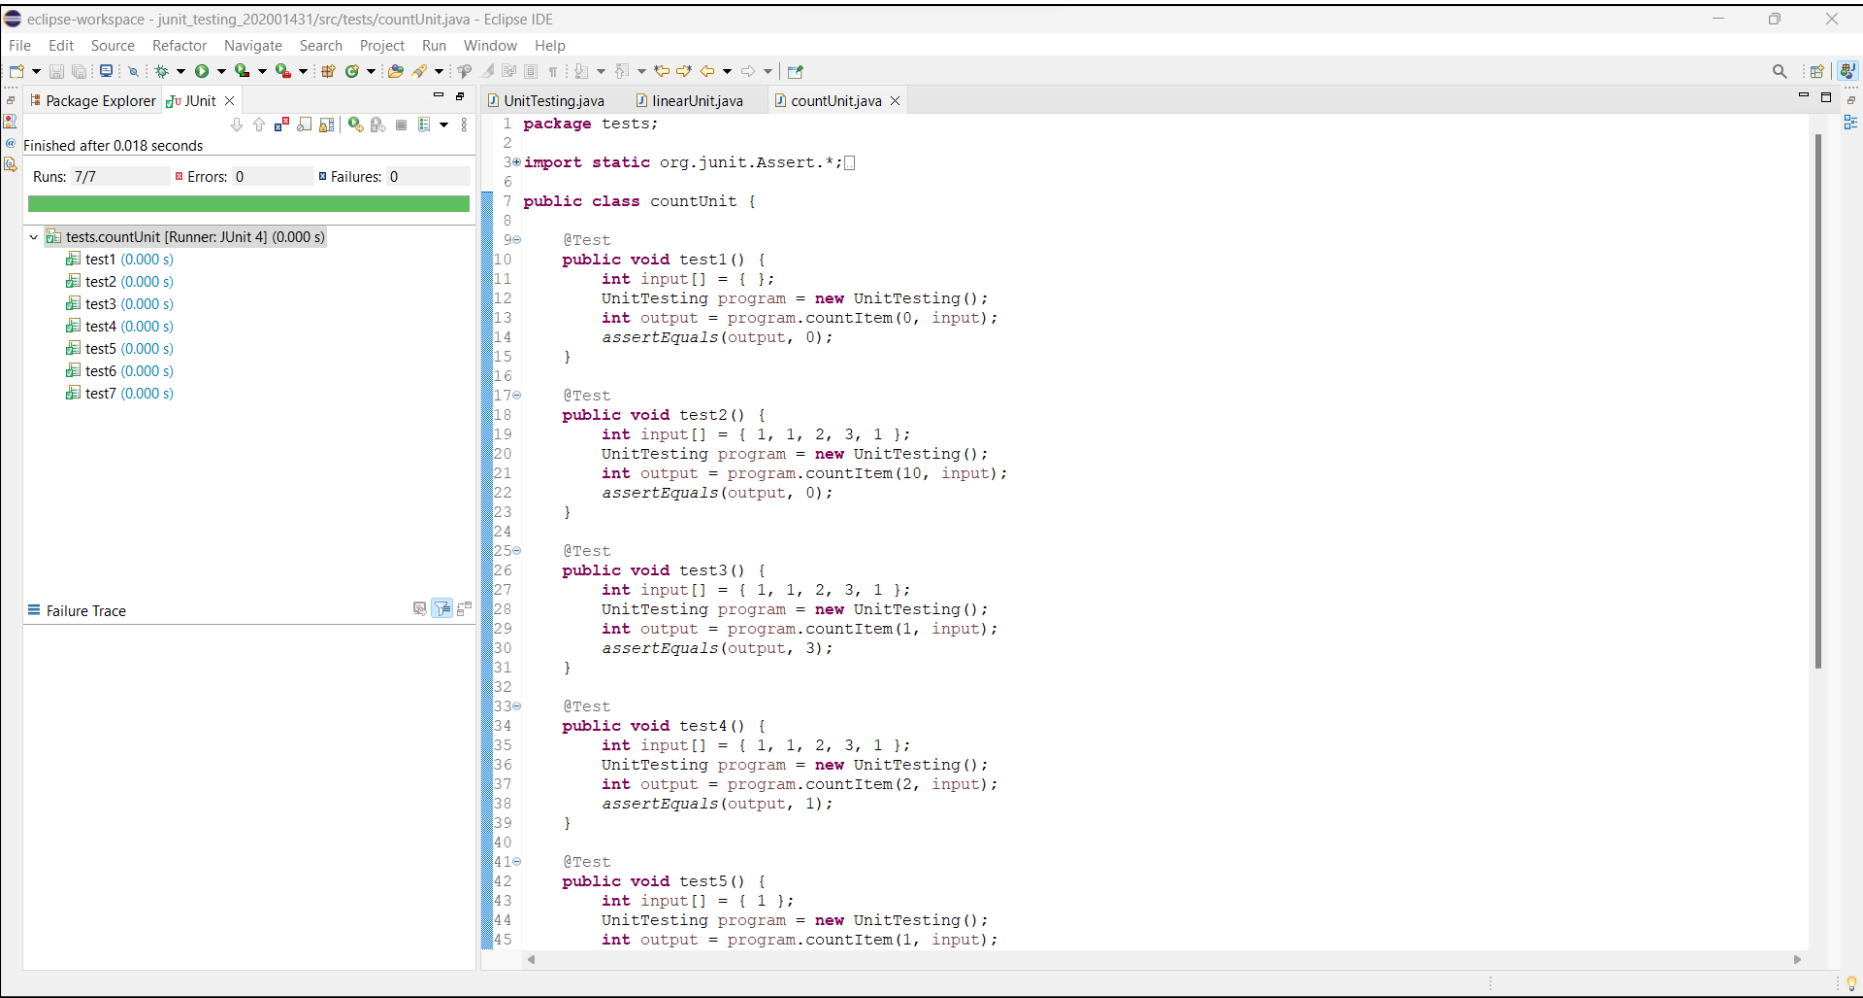 eclipse-workspace - junit_testing_202001431/src/tests/countUnit.java - Eclipse IDE
File Edit Source Refactor Navigate Search Project Run Window Help
Package Explorer JUnit
Finished after 0.018 seconds
Runs: 7/7 Errors: 0 Failures: 0
tests.countUnit [Runner: JUnit 4] (0.000 s)
test1 (0.000 s)
test2 (0.000 s)
test3 (0.000 s)
test4 (0.000 s)
test5 (0.000 s)
test6 (0.000 s)
test7 (0.000 s)
Failure Trace
UnitTesting.java linearUnit.java countUnit.java
1 package tests;
2
3 import static org.junit.Assert.*;
6
7 public class countUnit {
8
9 @Test
10 public void test1() {
11 int input[] = { };
12 UnitTesting program = new UnitTesting();
13 int output = program.countItem(0, input);
14 assertEquals(output, 0);
15 }
16
17 @Test
18 public void test2() {
19 int input[] = { 1, 1, 2, 3, 1 };
20 UnitTesting program = new UnitTesting();
21 int output = program.countItem(10, input);
22 assertEquals(output, 0);
23 }
24
25 @Test
26 public void test3() {
27 int input[] = { 1, 1, 2, 3, 1 };
28 UnitTesting program = new UnitTesting();
29 int output = program.countItem(1, input);
30 assertEquals(output, 3);
31 }
32
33 @Test
34 public void test4() {
35 int input[] = { 1, 1, 2, 3, 1 };
36 UnitTesting program = new UnitTesting();
37 int output = program.countItem(2, input);
38 assertEquals(output, 1);
39 }
40
41 @Test
42 public void test5() {
43 int input[] = { 1 };
44 UnitTesting program = new UnitTesting();
45 int output = program.countItem(1, input);